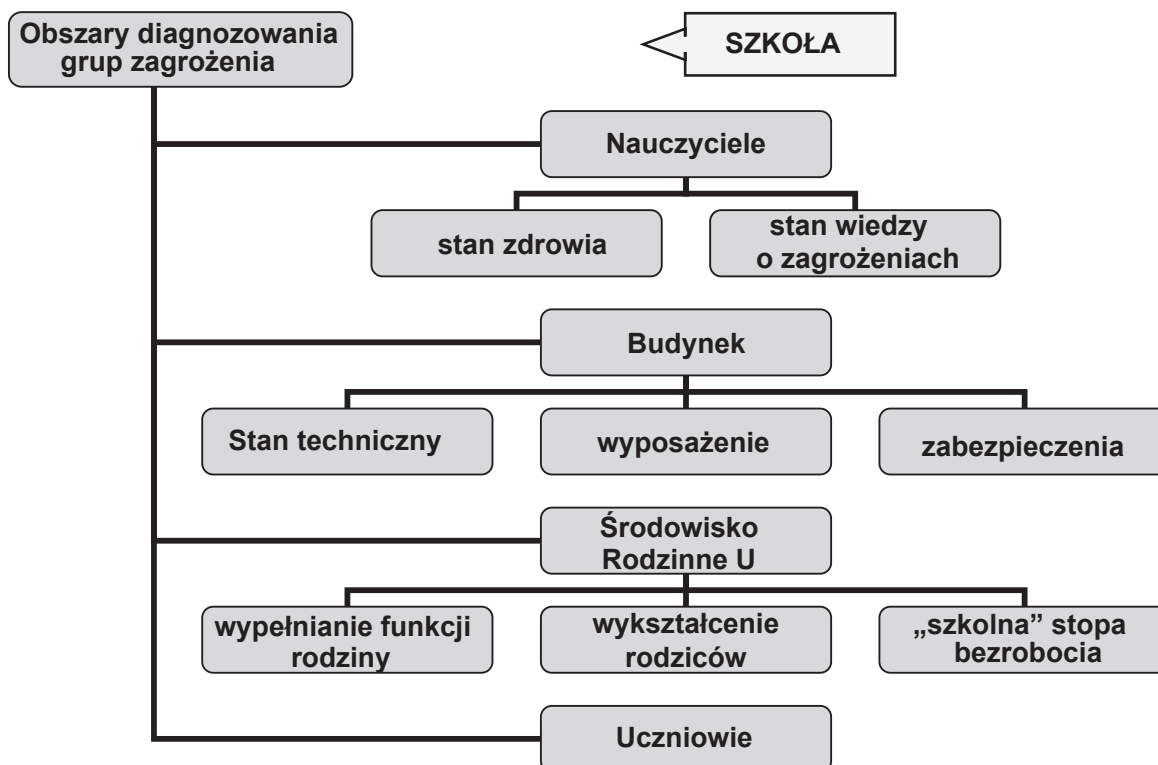 Obszary diagnozowania
grup zagrożenia
SZKOŁA
Nauczyciele
stan zdrowia
stan wiedzy
o zagrożeniach
Budynek
Stan techniczny
wyposażenie
zabezpieczenia
Środowisko
Rodzinne U
wypełnianie funkcji
rodziny
wykształcenie
rodziców
„szkolna” stopa
bezrobocia
Uczniowie